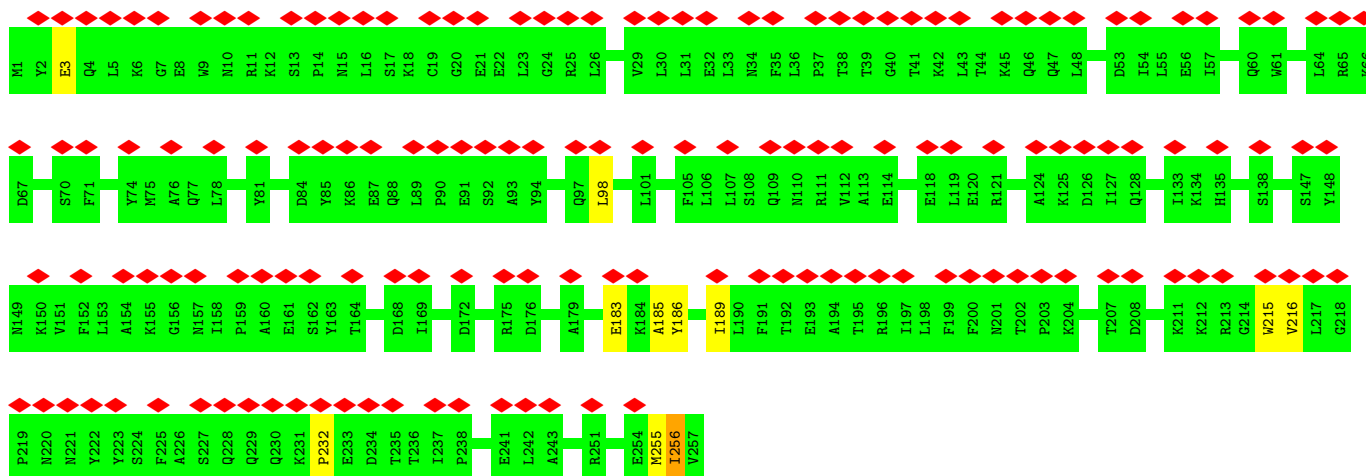 M1 Y2 E3 Q4 L5 K6 G7 E8 W9 N10 R11 K12 S13 P14 N15 L16 S17 K18 C19 G20 E21 E22 L23 G24 R25 L26 V29 L30 L31 E32 L33 N34 F35 L36 P37 T38 T39 G40 T41 K42 L43 T44 K45 Q46 Q47 L48 D53 I54 L55 E56 I57 Q60 W61 L64 R65 K66
D67 S70 F71 Y74 M75 A76 Q77 L78 Y81 D84 Y85 K86 E87 Q88 L89 P90 E91 S92 A93 Y94 Q97 L98 L101 F105 L106 L107 S108 Q109 N110 R111 V112 A113 E114 E118 L119 E120 R121 A124 K125 D126 I127 Q128 I133 K134 H135 S138 S147 Y148
N149 K150 V151 F152 L153 A154 K155 G156 N157 I158 P159 A160 E161 S162 Y163 T164 D168 I169 D172 R175 D176 A179 E183 K184 A185 Y186 I189 L190 F191 T192 E193 A194 T195 R196 I197 L198 F199 F200 N201 T202 P203 K204 T207 D208 K211 K212 R213 G214 W215 V216 L217 G218
P219 N220 N221 Y222 Y223 S224 F225 A226 S227 Q228 Q229 Q230 K231 P232 E233 D234 T235 T236 I237 P238 E241 L242 A243 R251 E254 M255 I256 V257